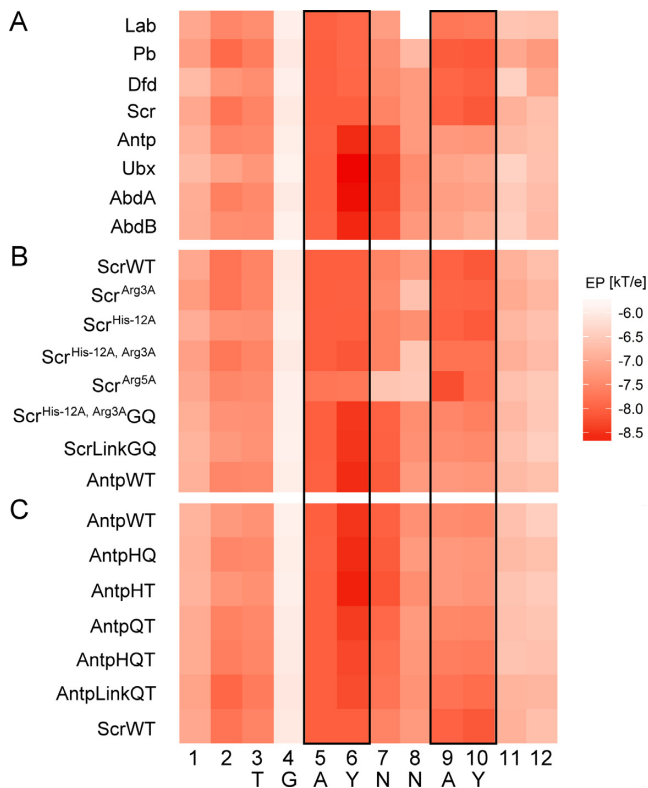 A
Lab
Pb
Dfd
Scr
Antp
Ubx
AbdA
AbdB
B
ScrWT
Scr^Arg3A
Scr^His-12A
Scr^His-12A, Arg3A
Scr^Arg5A
Scr^His-12A, Arg3AGQ
ScrLinkGQ
AntpWT
EP [kT/e]
-6.0
-6.5
-7.0
-7.5
-8.0
-8.5
C
AntpWT
AntpHQ
AntpHT
AntpQT
AntpHQT
AntpLinkQT
ScrWT
1 2 3 4 5 6 7 8 9 10 11 12
T G A Y N N A Y